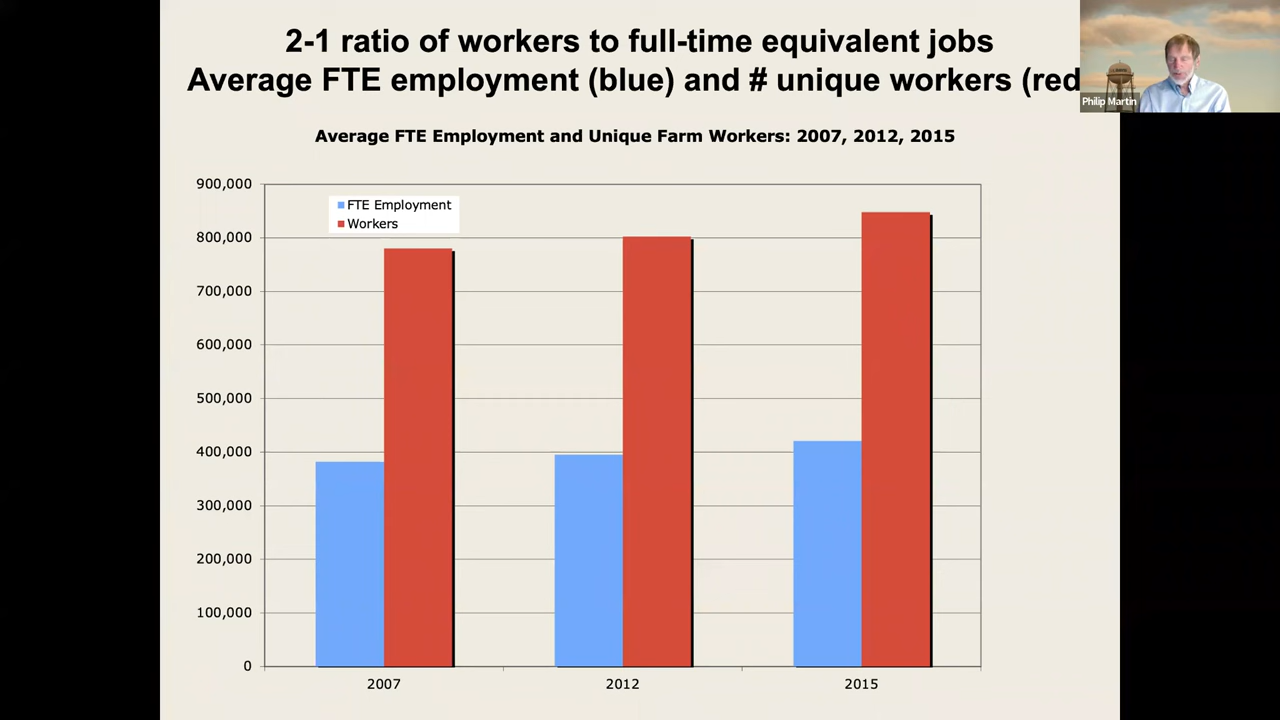 2-1 ratio of workers to full-time equivalent jobs
Average FTE employment (blue) and # unique workers (red
Philip Martin
Average FTE Employment and Unique Farm Workers: 2007, 2012, 2015
900,000
800,000
700,000
600,000
500,000
400,000
300,000
200,000
100,000
0
FTE Employment
Workers
2007 2012 2015